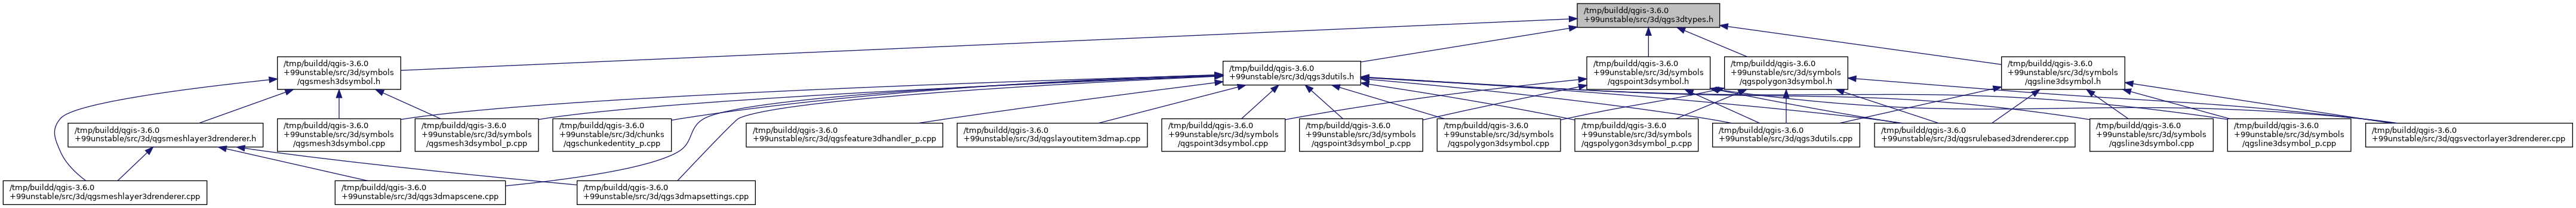 /tmp/buildd/qgis-3.6.0
+99unstable/src/3d/qgs3dtypes.h
/tmp/buildd/qgis-3.6.0
+99unstable/src/3d/symbols
/qgsmesh3dsymbol.h
/tmp/buildd/qgis-3.6.0
+99unstable/src/3d/qgs3dutils.h
/tmp/buildd/qgis-3.6.0
+99unstable/src/3d/symbols
/qgspoint3dsymbol.h
/tmp/buildd/qgis-3.6.0
+99unstable/src/3d/symbols
/qgspolygon3dsymbol.h
/tmp/buildd/qgis-3.6.0
+99unstable/src/3d/symbols
/qgsline3dsymbol.h
/tmp/buildd/qgis-3.6.0
+99unstable/src/3d/qgsmeshlayer3drenderer.h
/tmp/buildd/qgis-3.6.0
+99unstable/src/3d/symbols
/qgsmesh3dsymbol.cpp
/tmp/buildd/qgis-3.6.0
+99unstable/src/3d/symbols
/qgsmesh3dsymbol_p.cpp
/tmp/buildd/qgis-3.6.0
+99unstable/src/3d/chunks
/qgschunkedentity_p.cpp
/tmp/buildd/qgis-3.6.0
+99unstable/src/3d/qgsfeature3dhandler_p.cpp
/tmp/buildd/qgis-3.6.0
+99unstable/src/3d/qgslayoutitem3dmap.cpp
/tmp/buildd/qgis-3.6.0
+99unstable/src/3d/symbols
/qgspoint3dsymbol.cpp
/tmp/buildd/qgis-3.6.0
+99unstable/src/3d/symbols
/qgspoint3dsymbol_p.cpp
/tmp/buildd/qgis-3.6.0
+99unstable/src/3d/symbols
/qgspolygon3dsymbol.cpp
/tmp/buildd/qgis-3.6.0
+99unstable/src/3d/symbols
/qgspolygon3dsymbol_p.cpp
/tmp/buildd/qgis-3.6.0
+99unstable/src/3d/qgs3dutils.cpp
/tmp/buildd/qgis-3.6.0
+99unstable/src/3d/qgsrulebased3drenderer.cpp
/tmp/buildd/qgis-3.6.0
+99unstable/src/3d/symbols
/qgsline3dsymbol.cpp
/tmp/buildd/qgis-3.6.0
+99unstable/src/3d/symbols
/qgsline3dsymbol_p.cpp
/tmp/buildd/qgis-3.6.0
+99unstable/src/3d/qgsvectorlayer3drenderer.cpp
/tmp/buildd/qgis-3.6.0
+99unstable/src/3d/qgsmeshlayer3drenderer.cpp
/tmp/buildd/qgis-3.6.0
+99unstable/src/3d/qgs3dmapscene.cpp
/tmp/buildd/qgis-3.6.0
+99unstable/src/3d/qgs3dmapsettings.cpp